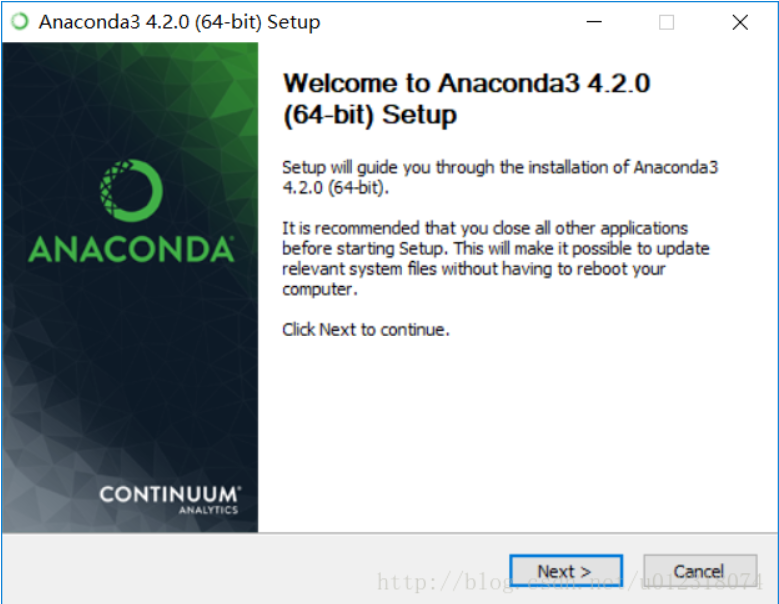 Anaconda3 4.2.0 (64-bit) Setup
Welcome to Anaconda3 4.2.0
(64-bit) Setup
Setup will guide you through the installation of Anaconda3
4.2.0 (64-bit).
It is recommended that you close all other applications
before starting Setup. This will make it possible to update
relevant system files without having to reboot your
computer.
Click Next to continue.
ANACONDA
CONTINUUM
ANALYTICS
Next >
Cancel
http://blog.csdn.net/u012318074